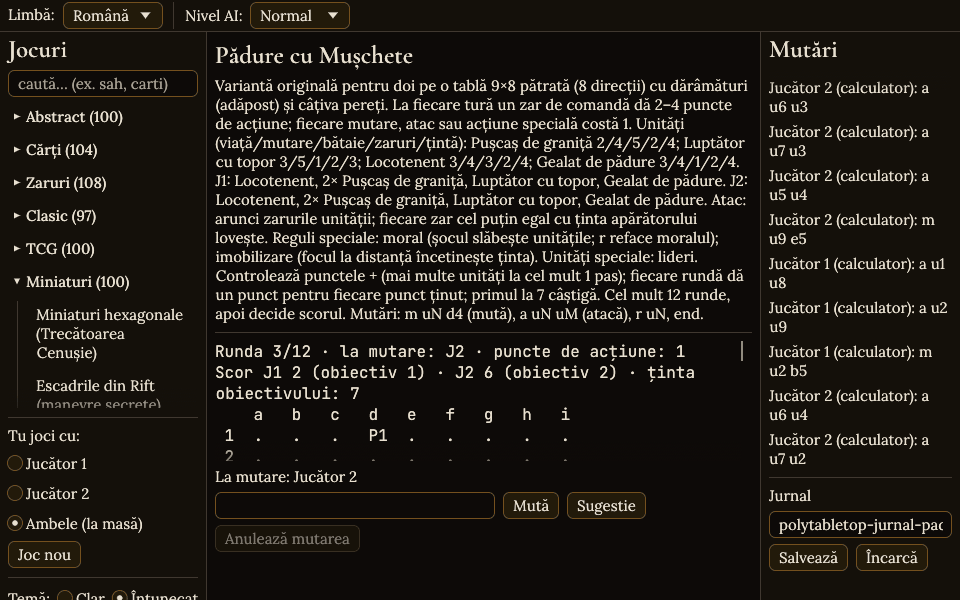 Limbă:
Română
Nivel AI:
Normal
Jocuri
caută... (ex. sah, carti)
Abstract (100)
Cărți (104)
Zaruri (108)
Clasic (97)
TCG (100)
Miniaturi (100)
Miniaturi hexagonale
(Trecătoarea
Cenușie)
Escadrile din Rift
(manevre secrete)
Tu joci cu:
Jucător 1
Jucător 2
Ambele (la masă)
Joc nou
Temă:
Clar
Întunecat
Pădure cu Mușchete
Variantă originală pentru doi pe o tablă 9×8 pătrată (8 direcții) cu dărâmături
(adăpost) și câțiva pereți. La fiecare tură un zar de comandă dă 2–4 puncte
de acțiune; fiecare mutare, atac sau acțiune specială costă 1. Unități
(viață/mutare/bătaie/zaruri/țintă): Pușcaș de graniță 2/4/5/2/4; Luptător
cu topor 3/5/1/2/3; Locotenent 3/4/3/2/4; Gealat de pădure 3/4/1/2/4.
J1: Locotenent, 2× Pușcaș de graniță, Luptător cu topor, Gealat de pădure. J2:
Locotenent, 2× Pușcaș de graniță, Luptător cu topor, Gealat de pădure. Atac:
arunci zarurile unității; fiecare zar cel puțin egal cu ținta apărătorului
lovește. Reguli speciale: moral (șocul slăbește unitățile; r reface moralul);
imobilizare (focul la distanță încetinește ținta). Unități speciale: lideri.
Controlează punctele + (mai multe unități la cel mult 1 pas); fiecare rundă dă
un punct pentru fiecare punct ținut; primul la 7 câștigă. Cel mult 12 runde,
apoi decide scorul. Mutări: m uN d4 (mută), a uN uM (atacă), r uN, end.
Runda 3/12 · la mutare: J2 · puncte de acțiune: 1
Scor J1 2 (obiectiv 1) · J2 6 (obiectiv 2) · ținta
obiectivului: 7
a b c d e f g h i
1 . . . P1 . . . . .
2 . . . . . . . . .
La mutare: Jucător 2
Mută
Sugestie
Anulează mutarea
Mutări
Jucător 2 (calculator): a
u6 u3
Jucător 2 (calculator): a
u7 u3
Jucător 2 (calculator): a
u5 u4
Jucător 2 (calculator): m
u9 e5
Jucător 1 (calculator): a u1
u8
Jucător 1 (calculator): a u2
u9
Jucător 1 (calculator): m
u2 b5
Jucător 2 (calculator): a
u6 u4
Jucător 2 (calculator): a
u7 u2
Jurnal
polytabletop-jurnal-pad
Salvează
Încarcă